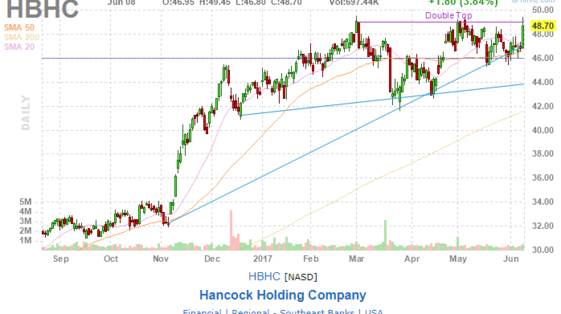 HBHC
Jun 08 O:46.95 H:49.45 L:46.80 C:48.70 Vol:697.44K +1.80 (3.84%)
50.00
SMA 50
SMA 200
SMA 20
Double Top
48.70
48.00
46.00
44.00
42.00
40.00
38.00
36.00
34.00
32.00
30.00
DAILY
5M
4M
3M
2M
1M
Sep Oct Nov Dec 2017 Feb Mar Apr May Jun
HBHC [NASD]
Hancock Holding Company
Financial | Regional - Southeast Banks | USA